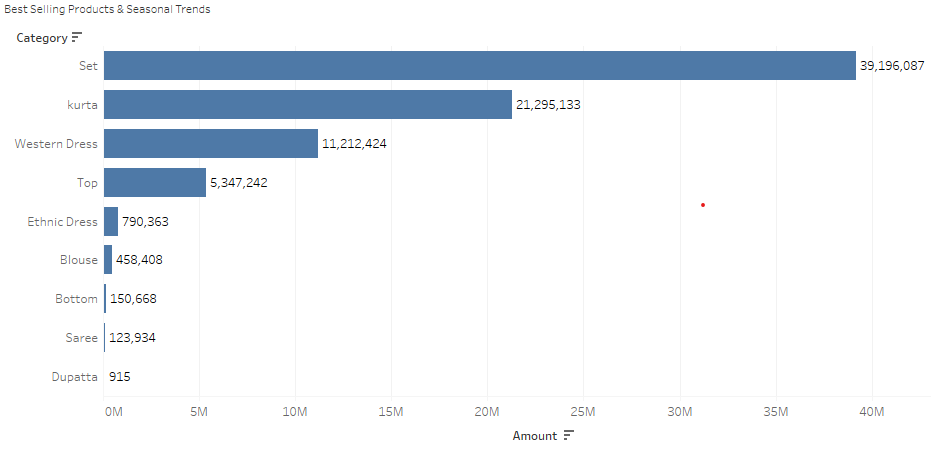 Best Selling Products & Seasonal Trends
Category
Set 39,196,087
kurta 21,295,133
Western Dress 11,212,424
Top 5,347,242
Ethnic Dress 790,363
Blouse 458,408
Bottom 150,668
Saree 123,934
Dupatta 915
0M 5M 10M 15M 20M 25M 30M 35M 40M
Amount